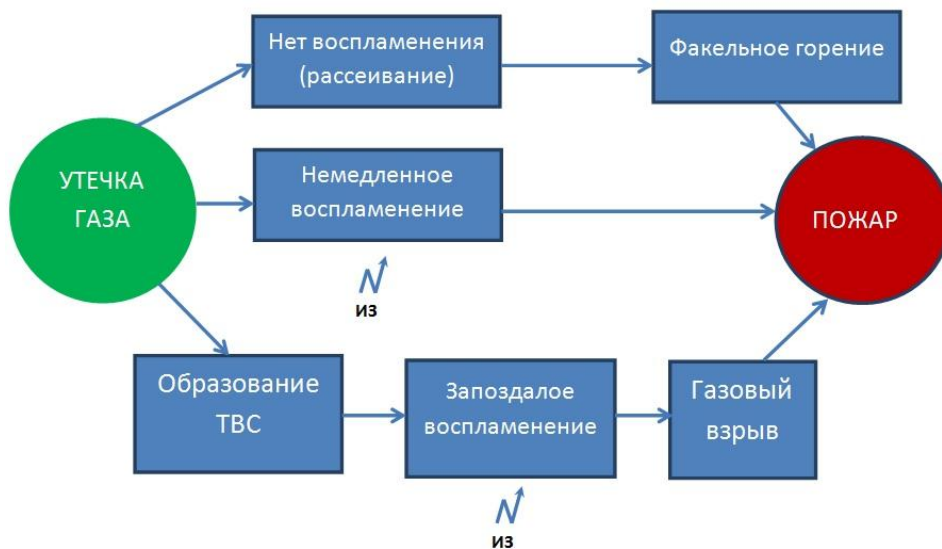 Нет воспламенения
(рассеивание)
Факельное горение
УТЕЧКА
ГАЗА
Немедленное
воспламенение
ПОЖАР
из
Образование
ТВС
Запоздалое
воспламенение
Газовый
взрыв
из